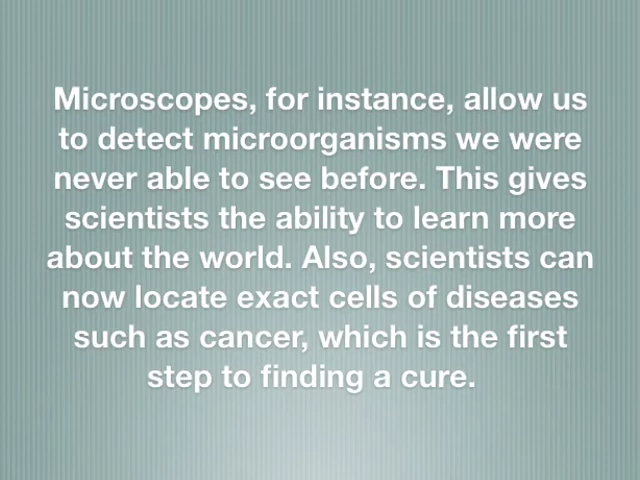 Microscopes, for instance, allow us
to detect microorganisms we were
never able to see before. This gives
scientists the ability to learn more
about the world. Also, scientists can
now locate exact cells of diseases
such as cancer, which is the first
step to finding a cure.